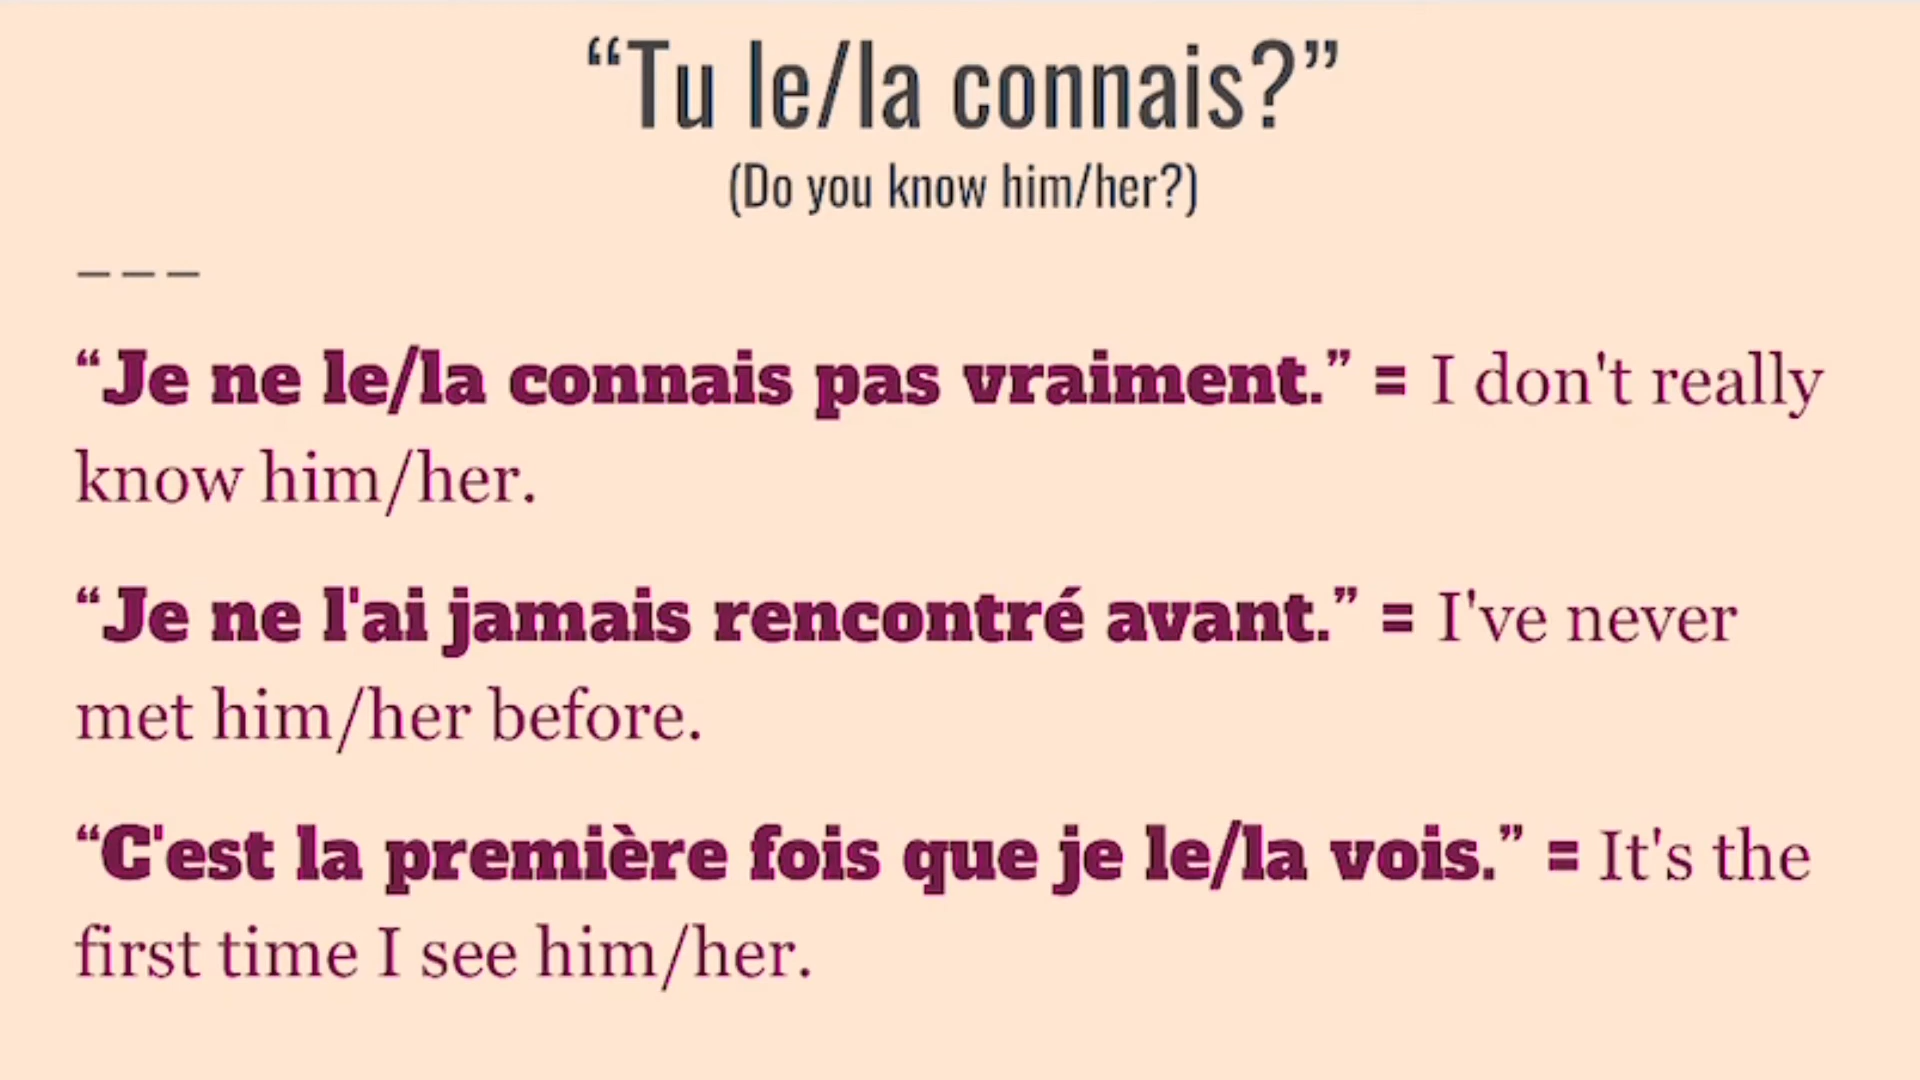 “Tu le/la connais?”
(Do you know him/her?)
“Je ne le/la connais pas vraiment.” = I don't really
know him/her.
“Je ne l'ai jamais rencontré avant.” = I've never
met him/her before.
“C'est la première fois que je le/la vois.” = It's the
first time I see him/her.